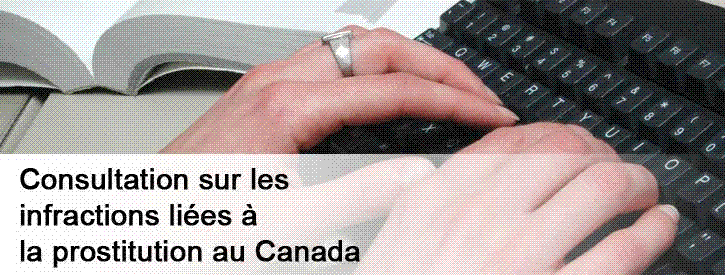 Consultation sur les
infractions liées à
la prostitution au Canada